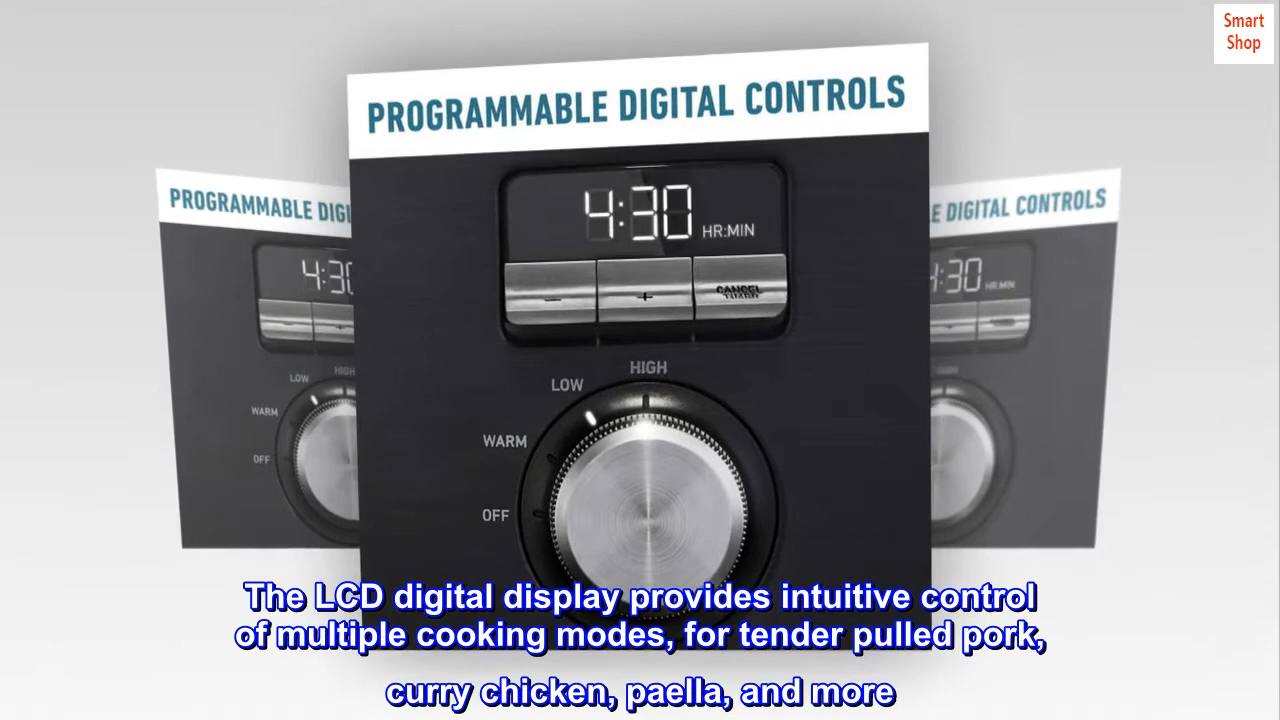 Smart
Shop
PROGRAMMABLE DIGITAL CONTROLS
4:30 HR:MIN
− + CANCEL
HIGH
LOW
WARM
OFF
PROGRAMMABLE DIGI
4:30
LOW HIGH
WARM
OFF
E DIGITAL CONTROLS
4:30 HR:MIN
The LCD digital display provides intuitive control
of multiple cooking modes, for tender pulled pork,
curry chicken, paella, and more